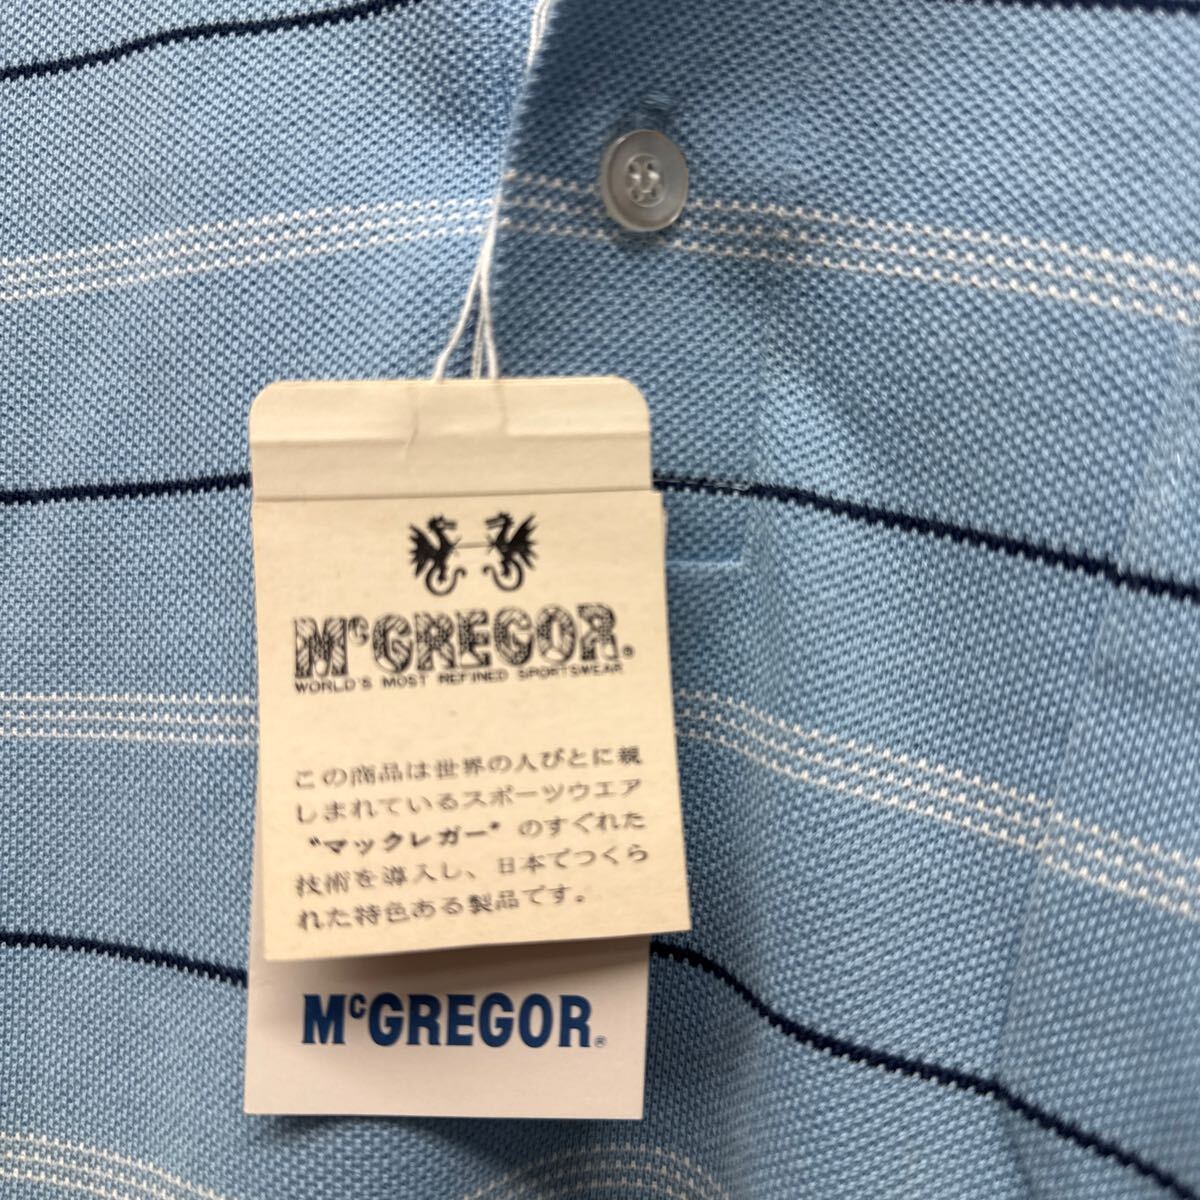 McGREGOR®
WORLD'S MOST REFINED SPORTSWEAR
この商品は世界の人びとに親
しまれているスポーツウエア
"マックレガー"のすぐれた
技術を導入し、日本でつくら
れた特色ある製品です。
McGREGOR®